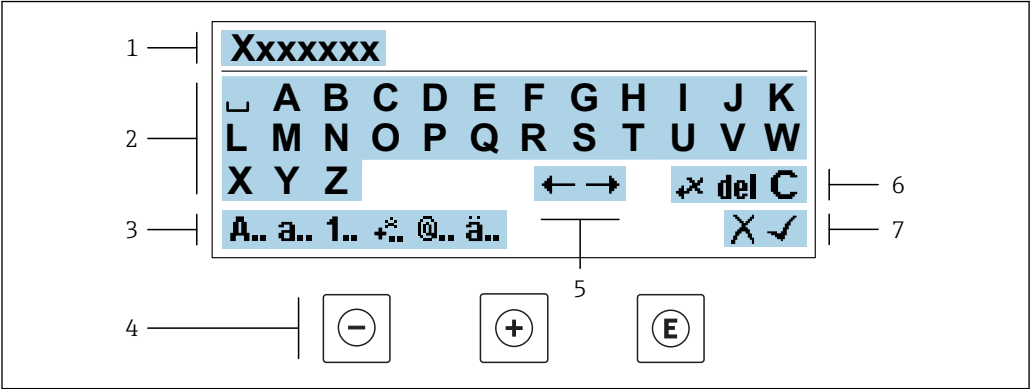 1 Xxxxxxx
2 ␣ A B C D E F G H I J K
L M N O P Q R S T U V W
X Y Z ← → +× del C 6
3 A.. a.. 1.. +×.. @.. ä.. X ✓ 7
5
4 − + E